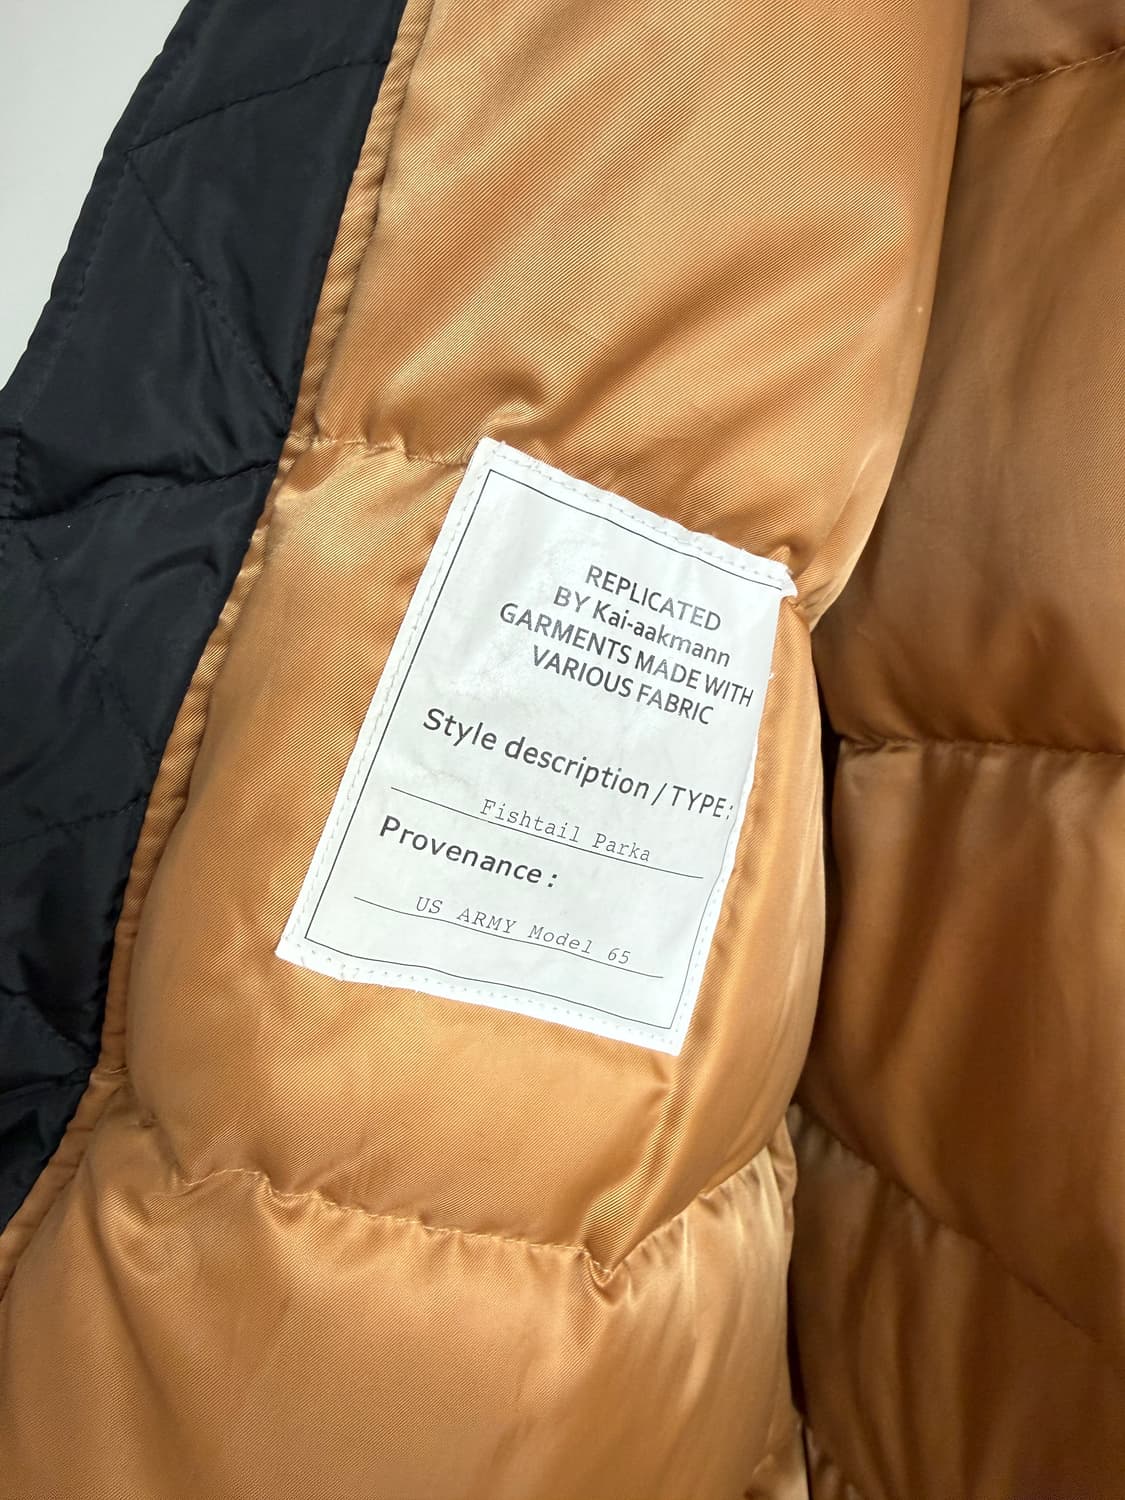 REPLICATED
BY Kai-aakmann
GARMENTS MADE WITH
VARIOUS FABRIC
Style description / TYPE:
Fishtail Parka
Provenance :
US ARMY Model 65